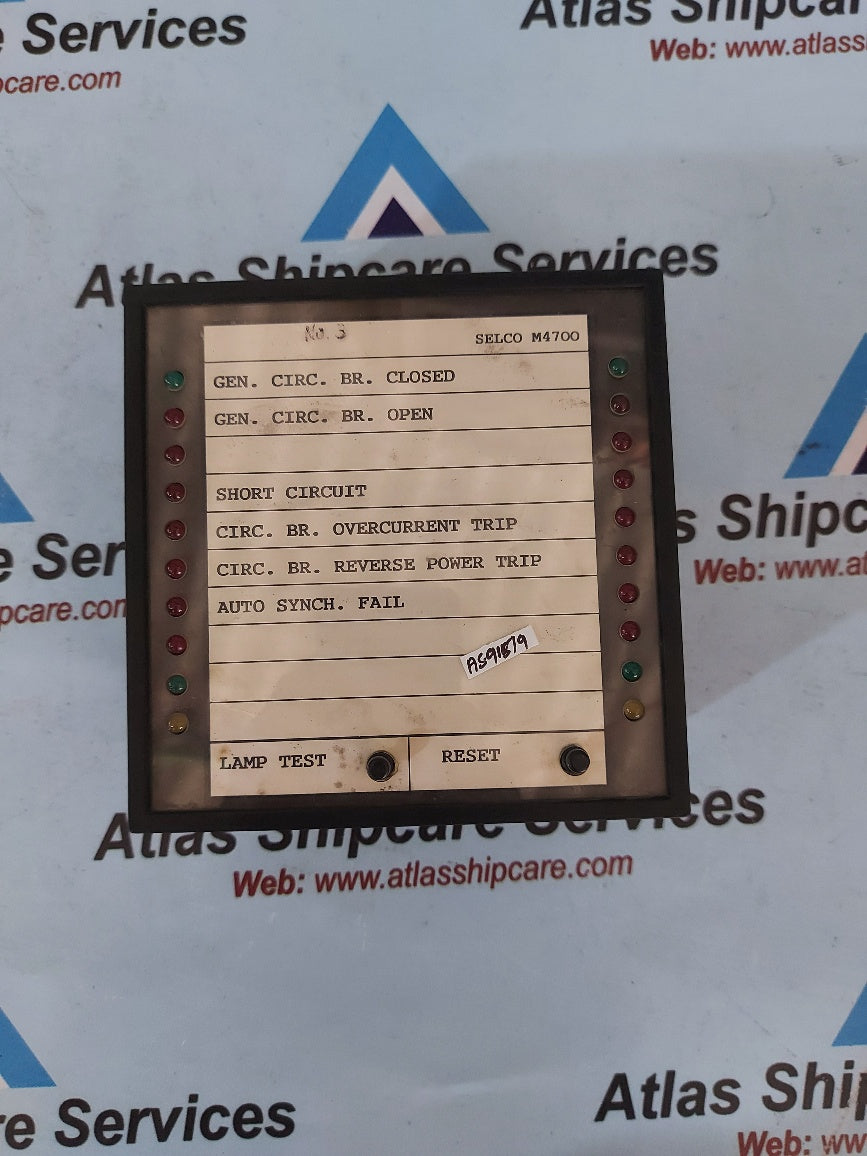 e Services
Atlas Shipcar
pcare.com
Web: www.atlass
Atlas Shipcare Services
No. 3
SELCO M4700
GEN. CIRC. BR. CLOSED
GEN. CIRC. BR. OPEN
SHORT CIRCUIT
CIRC. BR. OVERCURRENT TRIP
CIRC. BR. REVERSE POWER TRIP
AUTO SYNCH. FAIL
AS91879
LAMP TEST
RESET
e Ser
s Shipc
pcare.com
Web: www.at
Atlas Shipcare Services
Web: www.atlasshipcare.com
re Services
Atlas Ship
Web: ww